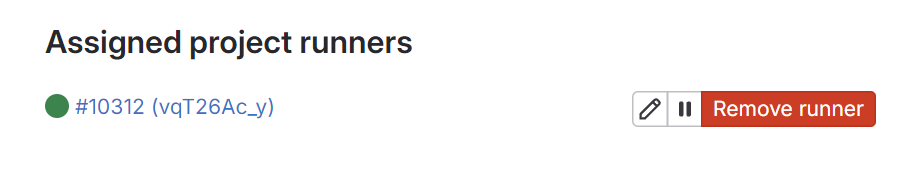 Assigned project runners
#10312 (vqT26Ac_y)
Remove runner